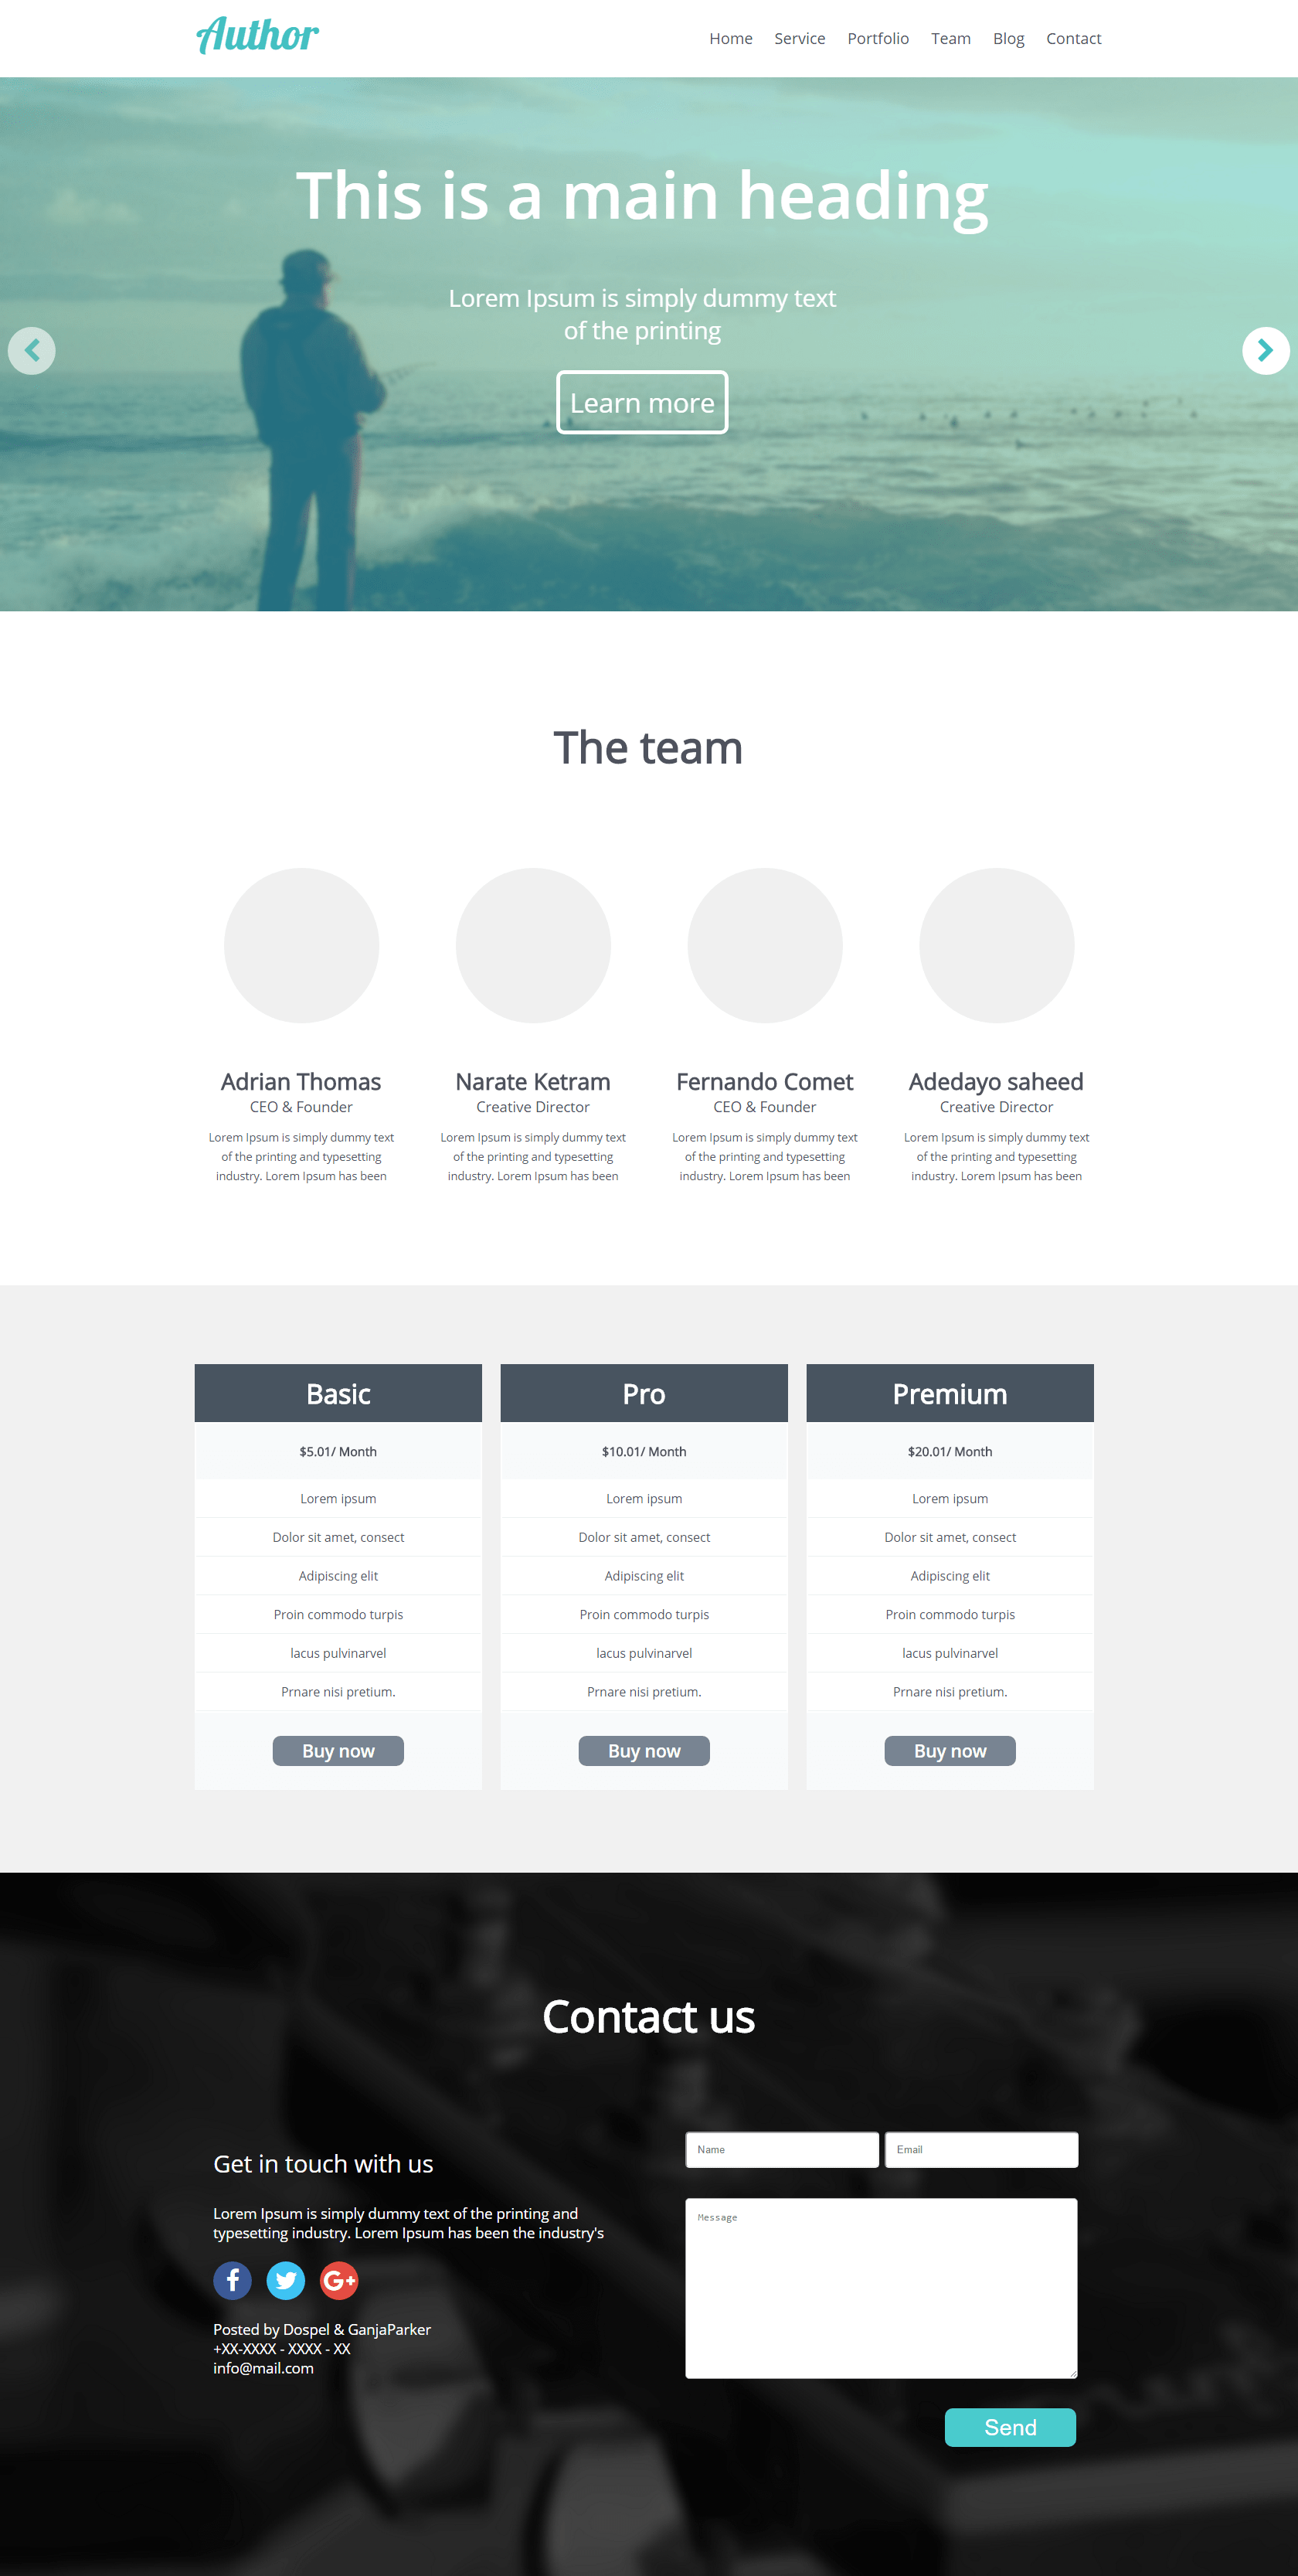 Author
Home Service Portfolio Team Blog Contact
This is a main heading
Lorem Ipsum is simply dummy text
of the printing
Learn more
The team
Adrian Thomas
CEO & Founder
Lorem Ipsum is simply dummy text
of the printing and typesetting
industry. Lorem Ipsum has been
Narate Ketram
Creative Director
Lorem Ipsum is simply dummy text
of the printing and typesetting
industry. Lorem Ipsum has been
Fernando Comet
CEO & Founder
Lorem Ipsum is simply dummy text
of the printing and typesetting
industry. Lorem Ipsum has been
Adedayo saheed
Creative Director
Lorem Ipsum is simply dummy text
of the printing and typesetting
industry. Lorem Ipsum has been
Basic
$5.01/ Month
Lorem ipsum
Dolor sit amet, consect
Adipiscing elit
Proin commodo turpis
lacus pulvinarvel
Prnare nisi pretium.
Buy now
Pro
$10.01/ Month
Lorem ipsum
Dolor sit amet, consect
Adipiscing elit
Proin commodo turpis
lacus pulvinarvel
Prnare nisi pretium.
Buy now
Premium
$20.01/ Month
Lorem ipsum
Dolor sit amet, consect
Adipiscing elit
Proin commodo turpis
lacus pulvinarvel
Prnare nisi pretium.
Buy now
Contact us
Get in touch with us
Lorem Ipsum is simply dummy text of the printing and
typesetting industry. Lorem Ipsum has been the industry's
f G+
Posted by Dospel & GanjaParker
+XX-XXXX - XXXX - XX
info@mail.com
Name
Email
Message
Send